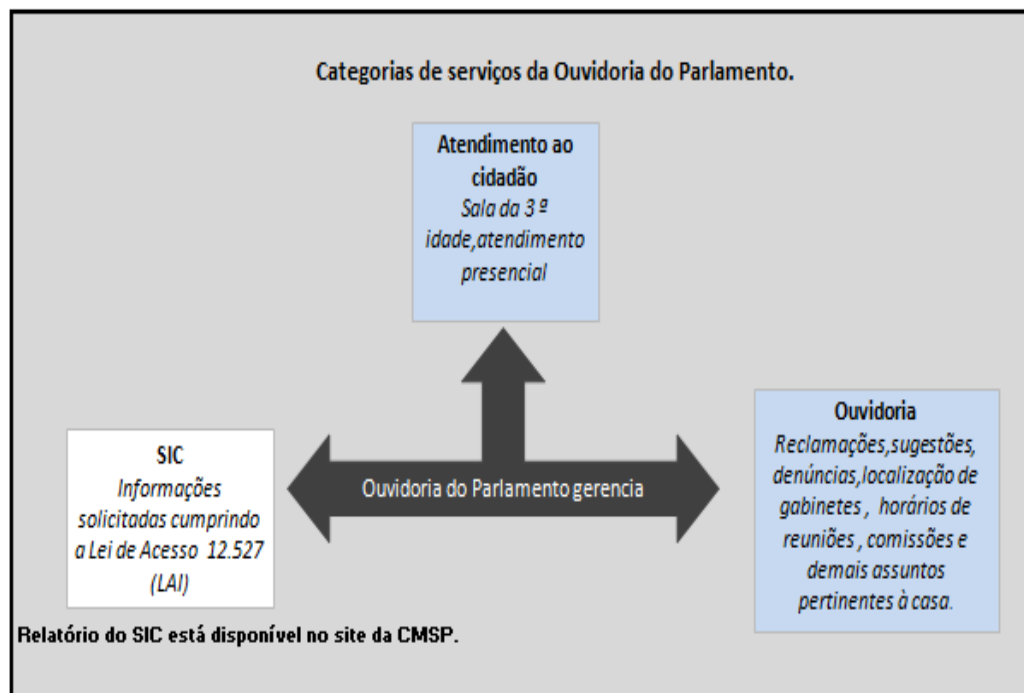 Categorias de serviços da Ouvidoria do Parlamento.
Atendimento ao
cidadão
Sala da 3 ª
idade,atendimento
presencial
SIC
Informações
solicitadas cumprindo
a Lei de Acesso 12.527
(LAI)
Ouvidoria do Parlamento gerencia
Ouvidoria
Reclamações,sugestões,
denúncias,localização de
gabinetes , horários de
reuniões , comissões e
demais assuntos
pertinentes à casa.
Relatório do SIC está disponível no site da CMSP.